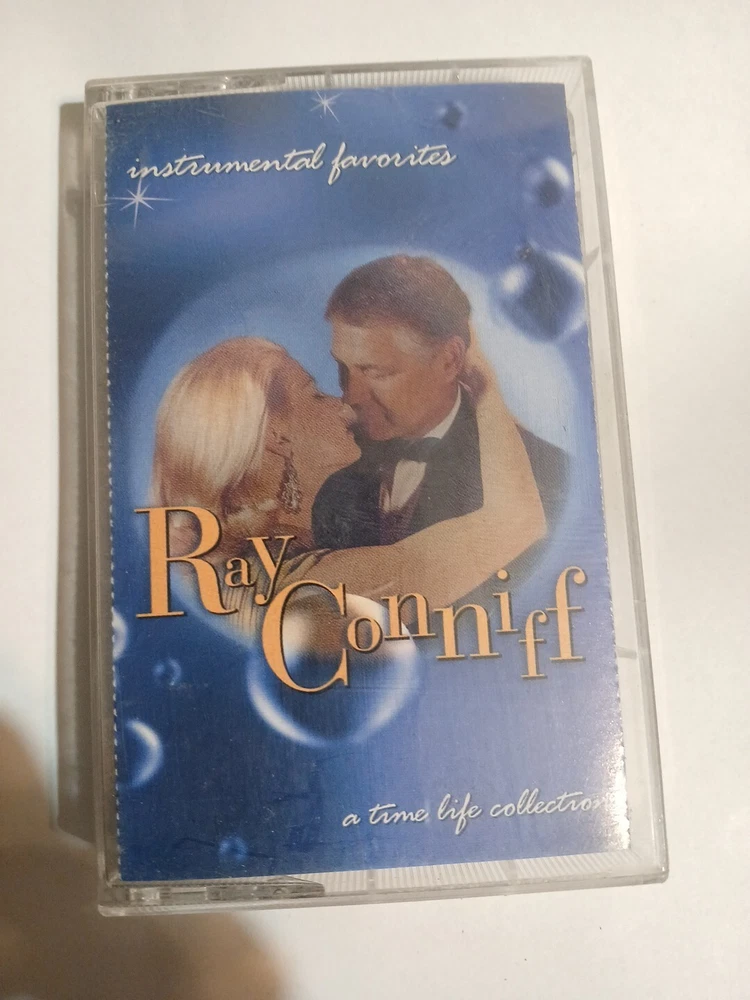 instrumental favorites
Ray
Conniff
a time life collection